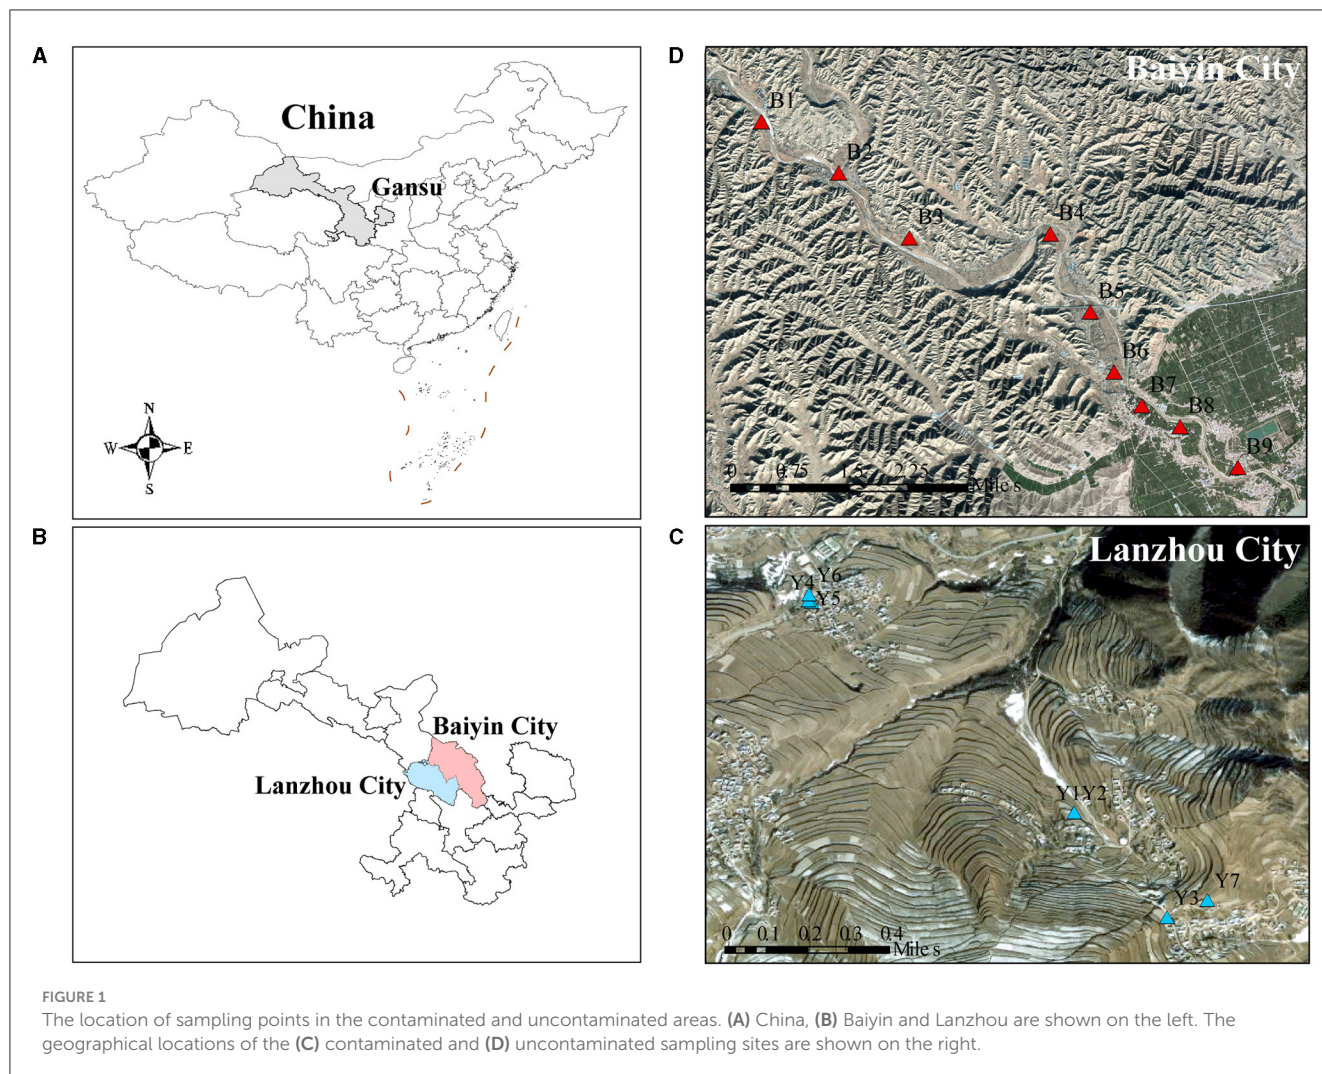 A
China
Gansu
N
W E
S
B
Baiyin City
Lanzhou City
D
Baiyin City
B1
B2
B3
B4
B5
B6
B7
B8
B9
0 0.75 1.5 2.25 3
Miles
C
Lanzhou City
Y6
Y4
Y5
Y1Y2
Y7
Y3
0 0.1 0.2 0.3 0.4
Miles
FIGURE 1
The location of sampling points in the contaminated and uncontaminated areas. (A) China, (B) Baiyin and Lanzhou are shown on the left. The
geographical locations of the (C) contaminated and (D) uncontaminated sampling sites are shown on the right.